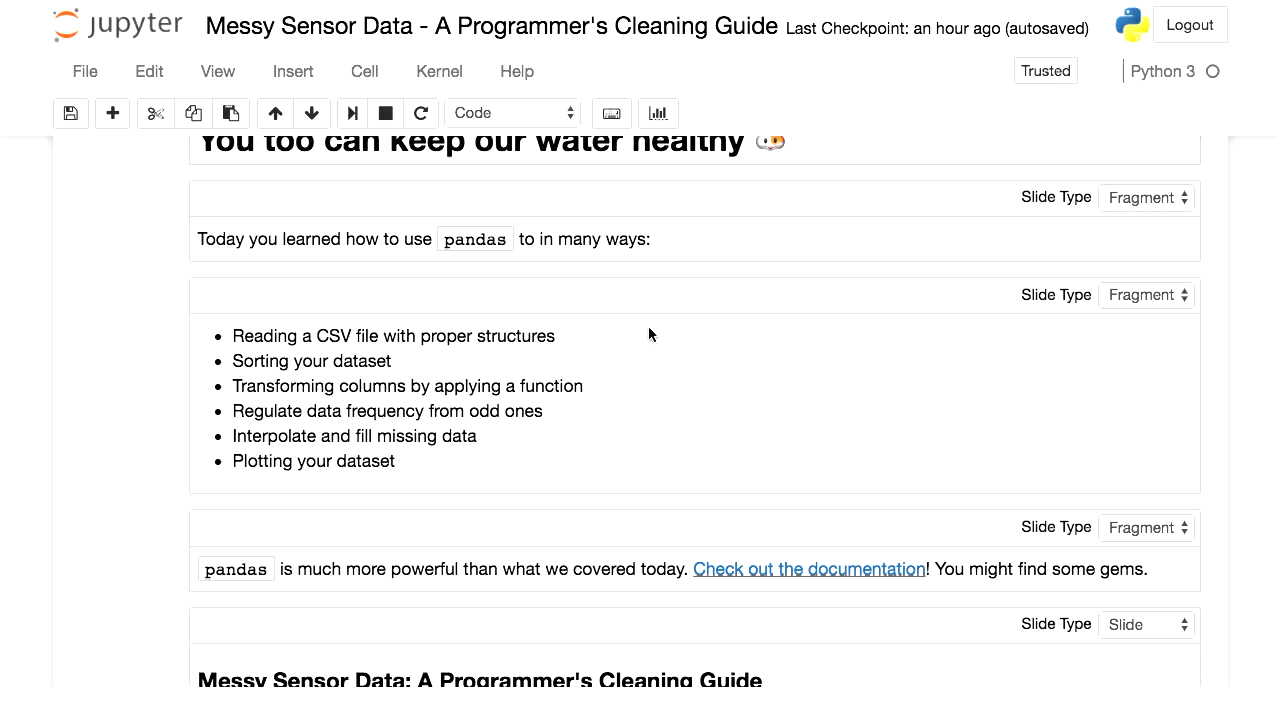 jupyter Messy Sensor Data - A Programmer's Cleaning Guide Last Checkpoint: an hour ago (autosaved) Logout
File Edit View Insert Cell Kernel Help Trusted Python 3
Code
You too can keep our water healthy
Slide Type Fragment
Today you learned how to use pandas to in many ways:
Slide Type Fragment
• Reading a CSV file with proper structures
• Sorting your dataset
• Transforming columns by applying a function
• Regulate data frequency from odd ones
• Interpolate and fill missing data
• Plotting your dataset
Slide Type Fragment
pandas is much more powerful than what we covered today. Check out the documentation! You might find some gems.
Slide Type Slide
Messy Sensor Data: A Programmer's Cleaning Guide